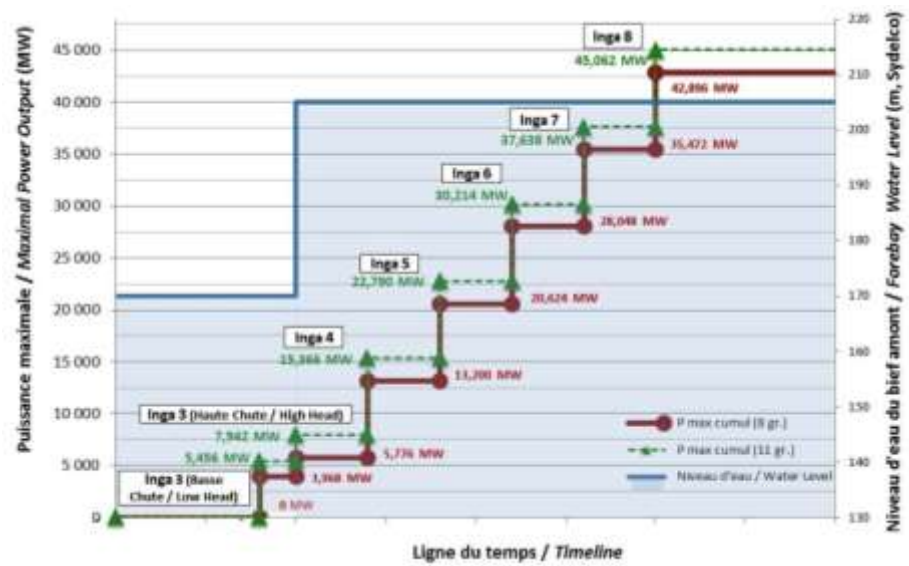 Puissance maximale / Maximal Power Output (MW)
45 000
40 000
35 000
30 000
25 000
20 000
15 000
10 000
5 000
0
220
210
200
190
180
170
160
150
140
130
Niveau d'eau du bief amont / Forebay Water Level (m, Sydelco)
Inga 8
45,062 MW
42,896 MW
Inga 7
37,638 MW
35,472 MW
Inga 6
30,214 MW
28,048 MW
Inga 5
22,790 MW
20,624 MW
Inga 4
15,366 MW
13,200 MW
Inga 3 (Haute Chute / High Head)
7,942 MW
5,776 MW
5,456 MW
3,968 MW
Inga 3 (Basse
Chute / Low Head)
0 MW
P max cumul (8 gr.)
P max cumul (11 gr.)
Niveau d'eau / Water Level
Ligne du temps / Timeline